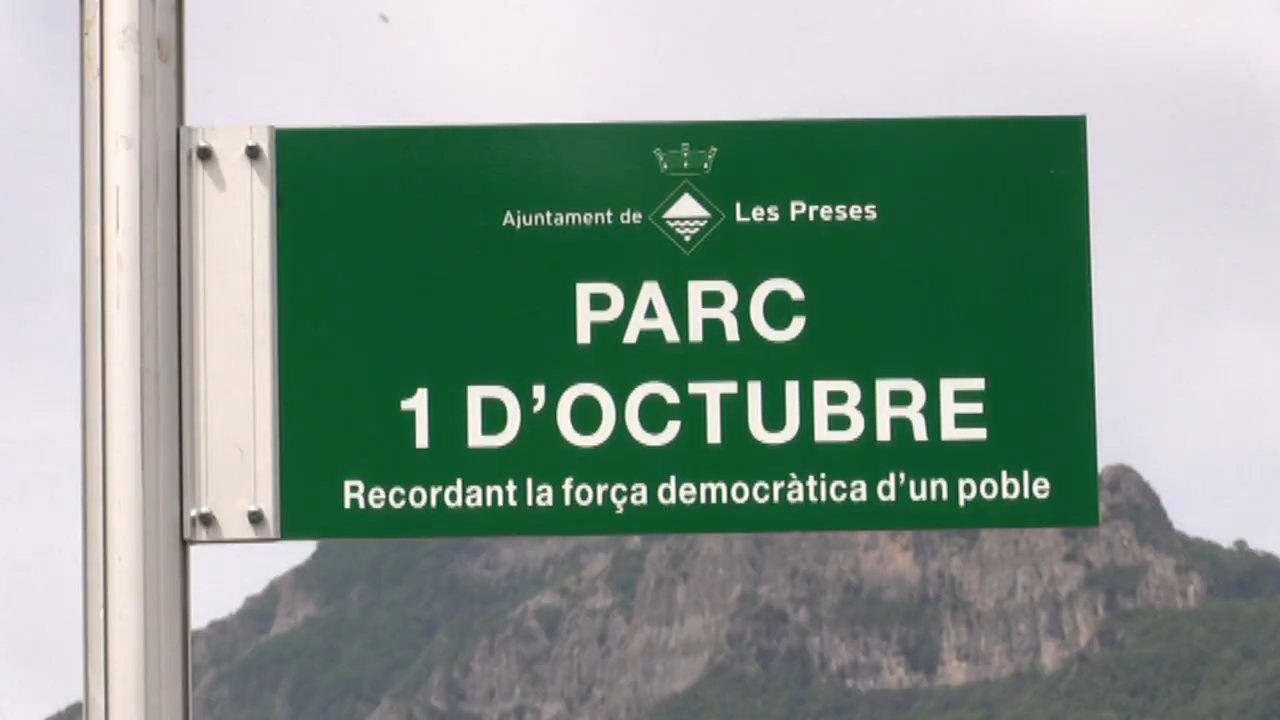 Ajuntament de Les Preses
PARC
1 D'OCTUBRE
Recordant la força democràtica d'un poble